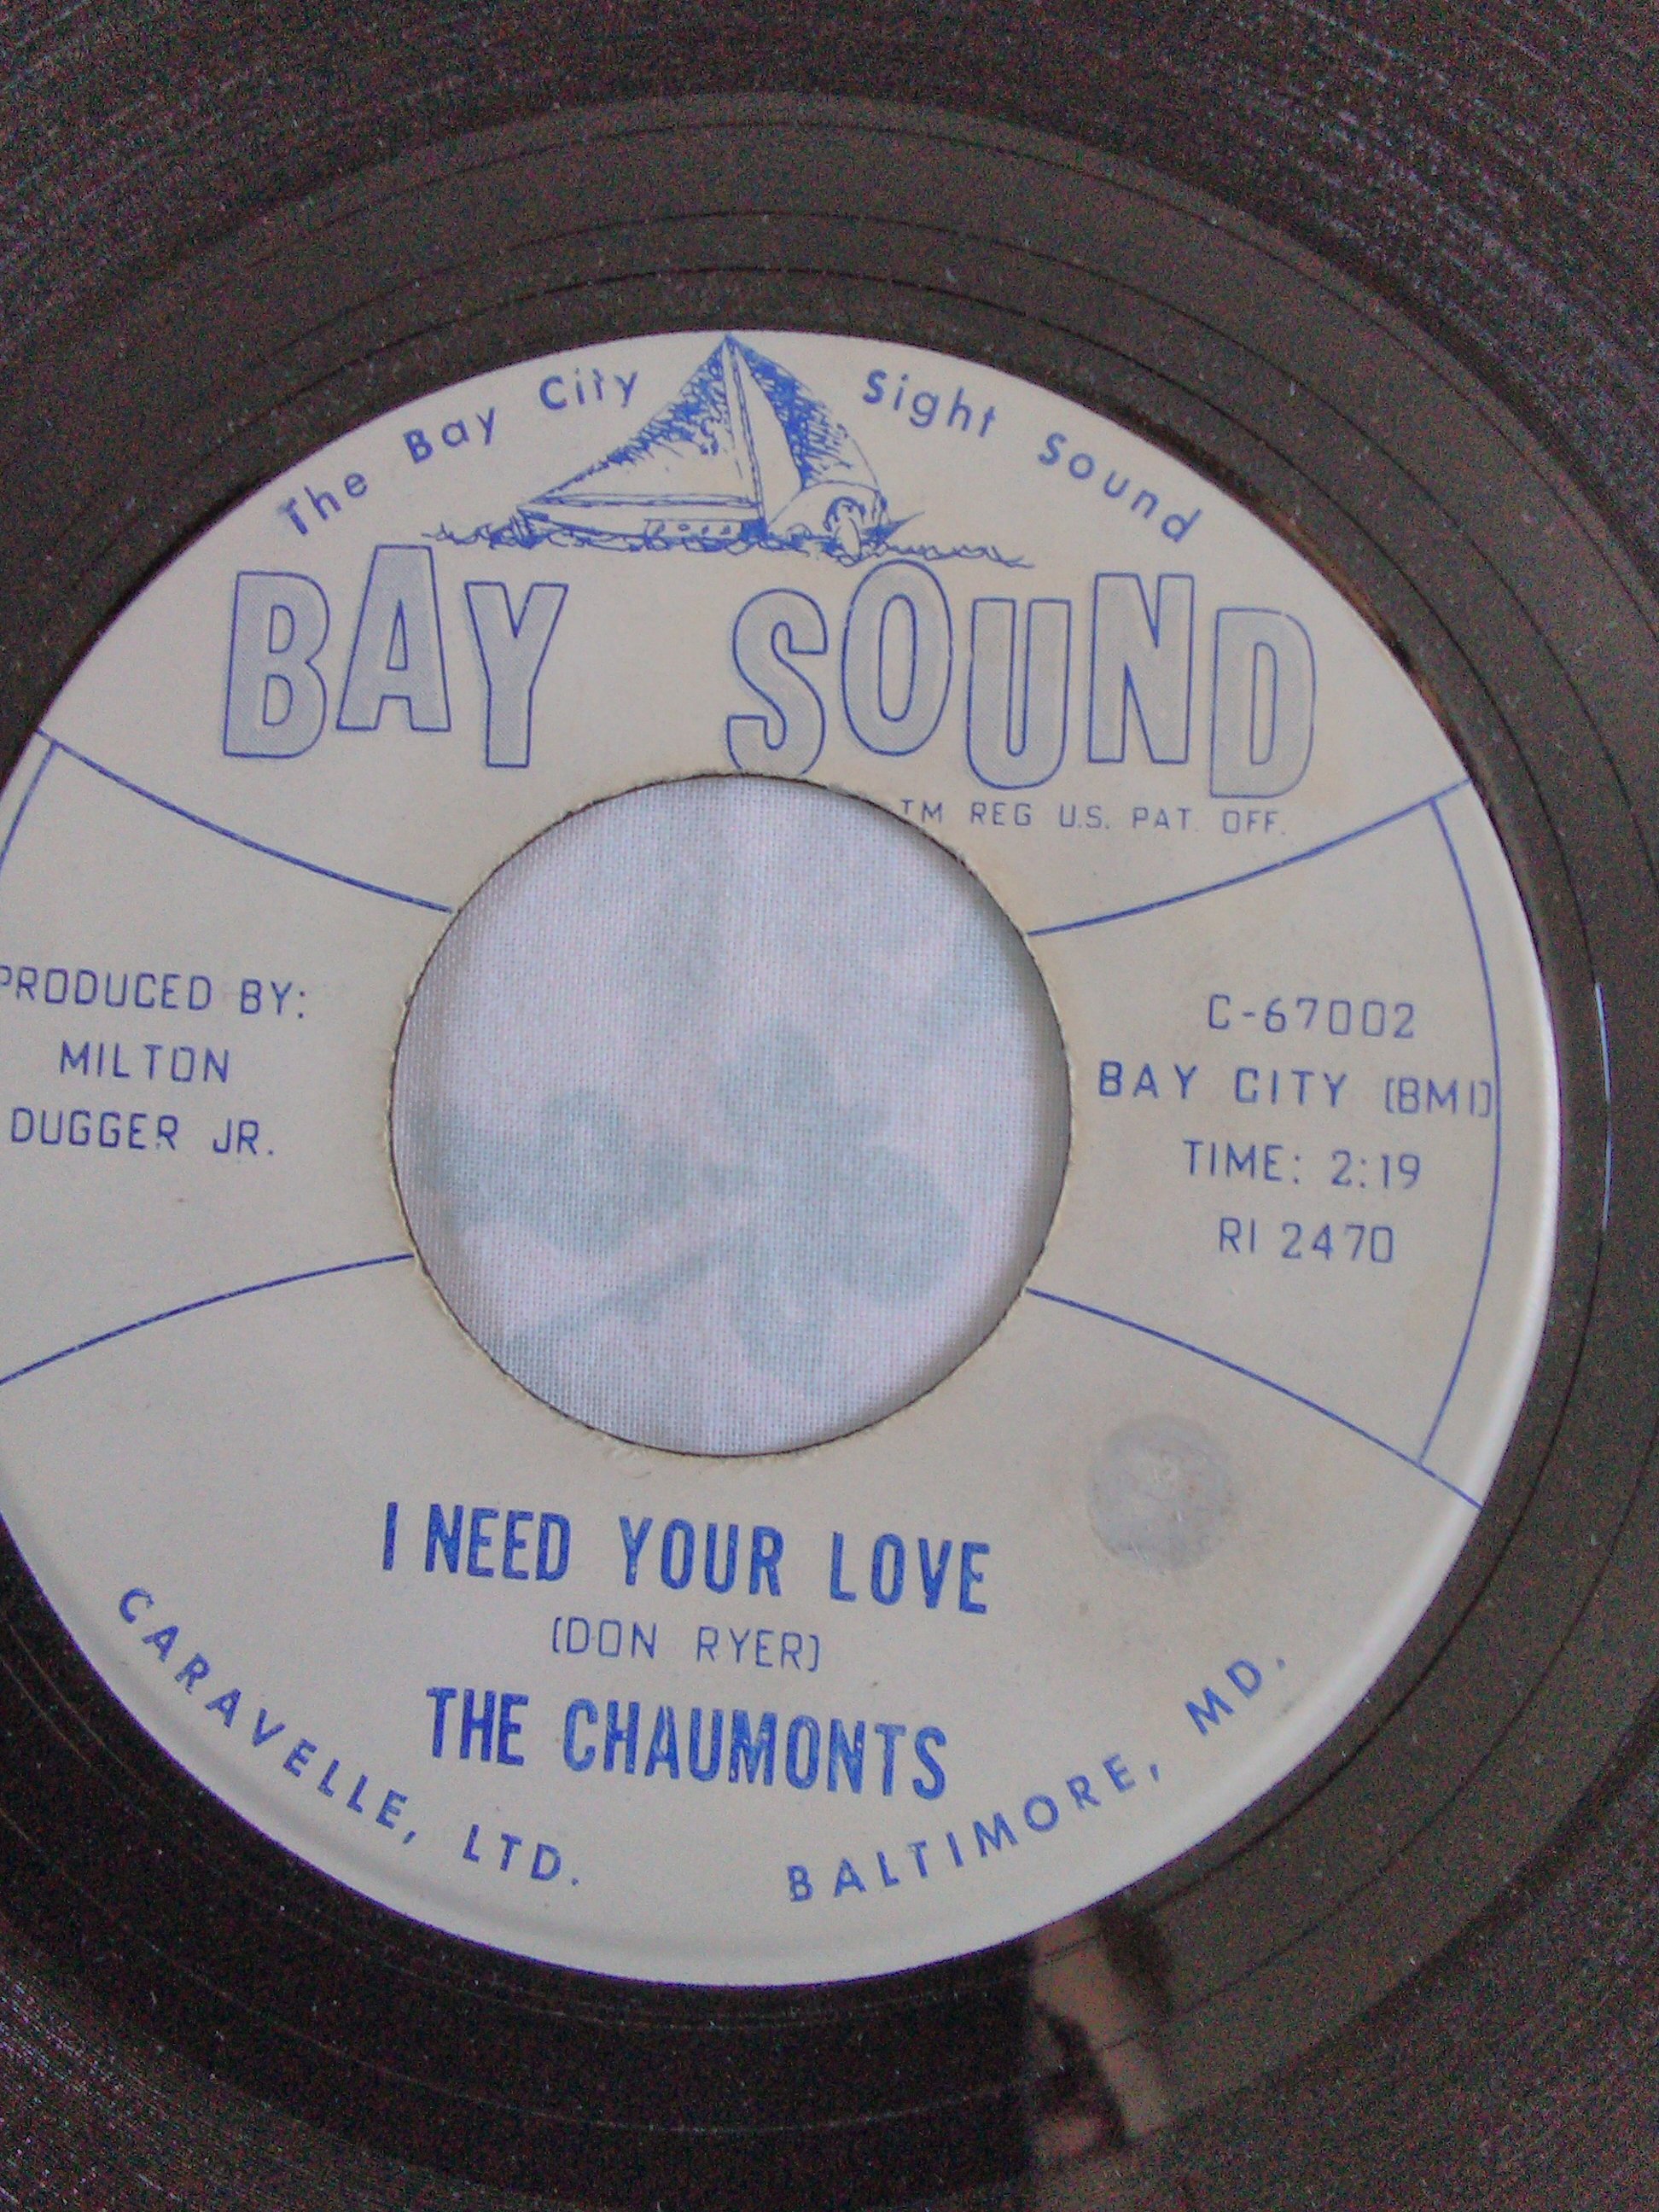 The Bay City Sight Sound
BAY SOUND
TM REG U.S. PAT. OFF.
PRODUCED BY:
MILTON
DUGGER JR.
C-67002
BAY CITY (BMI)
TIME: 2:19
RI 2470
I NEED YOUR LOVE
(DON RYER)
THE CHAUMONTS
CARAVELLE, LTD. BALTIMORE, MD.